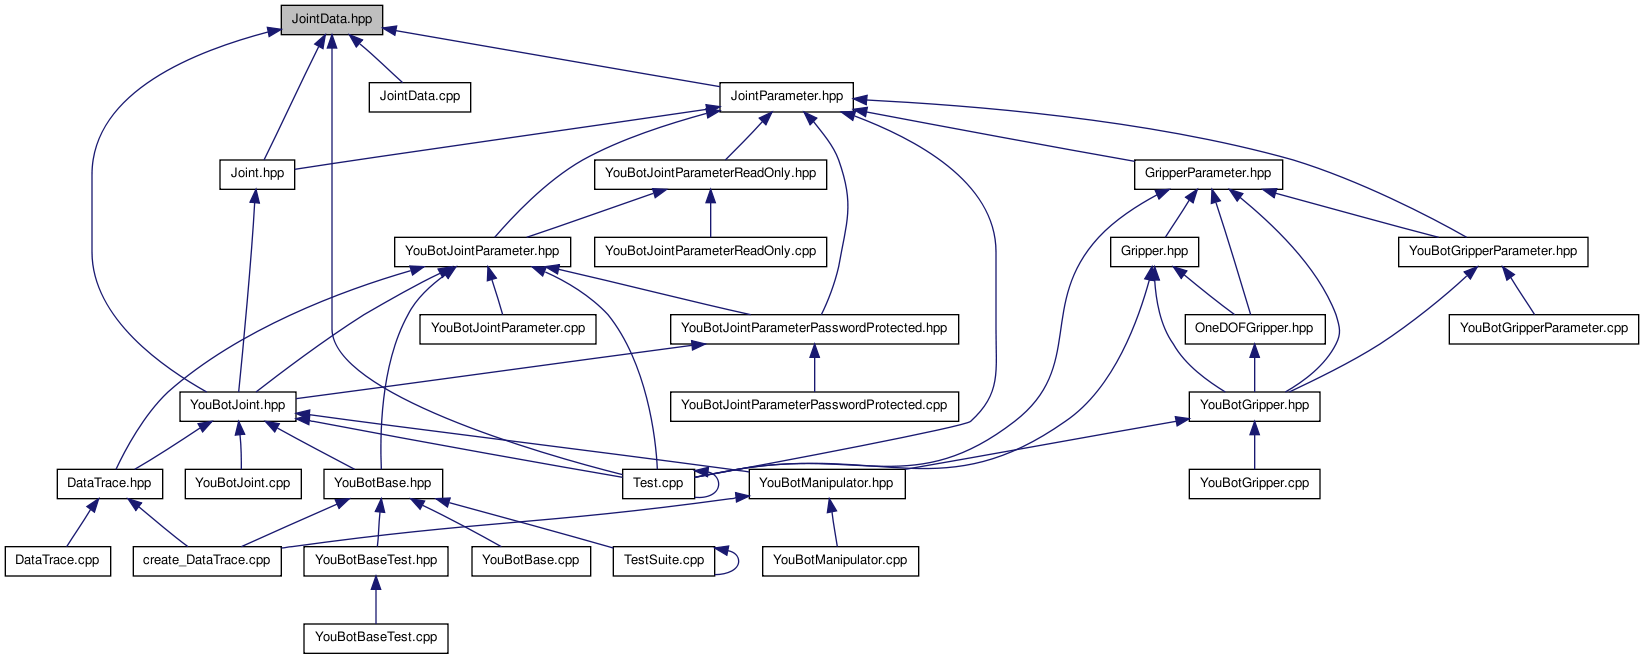 JointData.hpp
JointData.cpp
JointParameter.hpp
Joint.hpp
YouBotJointParameterReadOnly.hpp
GripperParameter.hpp
YouBotJointParameter.hpp
YouBotJointParameterReadOnly.cpp
Gripper.hpp
YouBotGripperParameter.hpp
YouBotJointParameter.cpp
YouBotJointParameterPasswordProtected.hpp
OneDOFGripper.hpp
YouBotGripperParameter.cpp
YouBotJoint.hpp
YouBotJointParameterPasswordProtected.cpp
YouBotGripper.hpp
DataTrace.hpp
YouBotJoint.cpp
YouBotBase.hpp
Test.cpp
YouBotManipulator.hpp
YouBotGripper.cpp
DataTrace.cpp
create_DataTrace.cpp
YouBotBaseTest.hpp
YouBotBase.cpp
TestSuite.cpp
YouBotManipulator.cpp
YouBotBaseTest.cpp